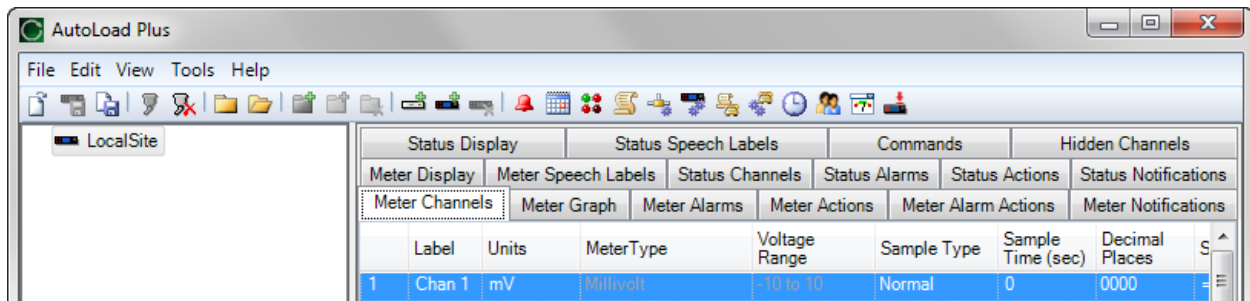 AutoLoad Plus
File Edit View Tools Help
LocalSite
Status Display Status Speech Labels Commands Hidden Channels
Meter Display Meter Speech Labels Status Channels Status Alarms Status Actions Status Notifications
Meter Channels Meter Graph Meter Alarms Meter Actions Meter Alarm Actions Meter Notifications
Label Units MeterType Voltage Range Sample Type Sample Time (sec) Decimal Places S
1 Chan 1 mV Millivolt -10 to 10 Normal 0 0000 =